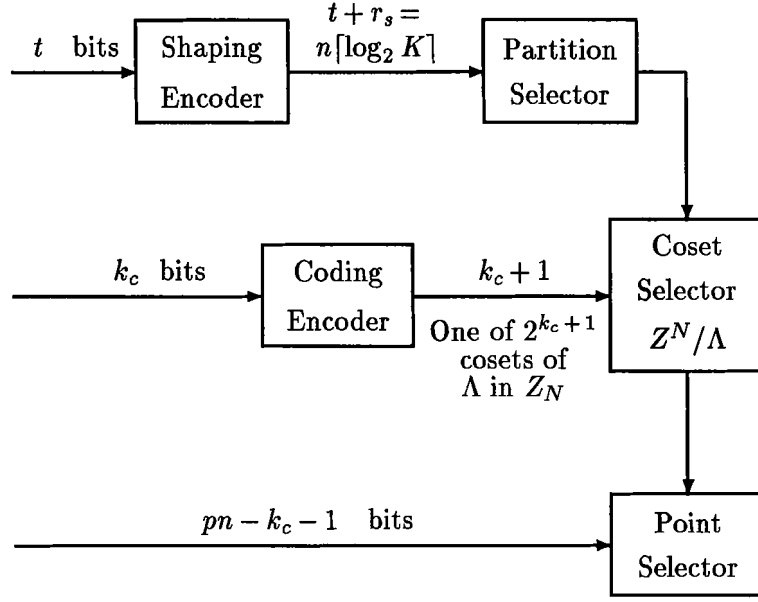 t bits
Shaping
Encoder
t + r_s =
n⌈log_2 K⌉
Partition
Selector
k_c bits
Coding
Encoder
k_c + 1
One of 2^{k_c + 1}
cosets of
Λ in Z_N
Coset
Selector
Z^N/Λ
pn − k_c − 1 bits
Point
Selector